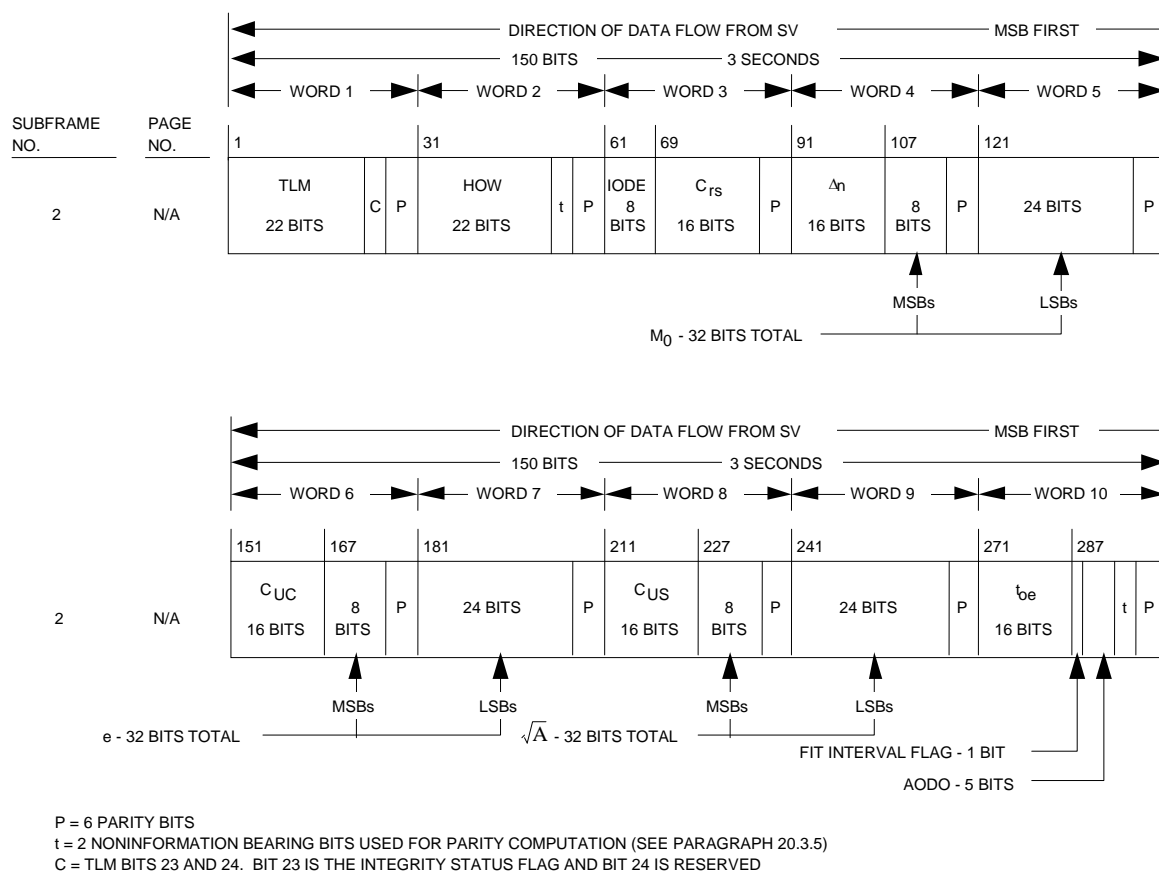 DIRECTION OF DATA FLOW FROM SV MSB FIRST
150 BITS 3 SECONDS
WORD 1 WORD 2 WORD 3 WORD 4 WORD 5
SUBFRAME NO. PAGE NO.
1 31 61 69 91 107 121
2 N/A
TLM 22 BITS
C
P
HOW 22 BITS
t
P
IODE 8 BITS
Crs 16 BITS
P
Δn 16 BITS
8 BITS
P
24 BITS
P
MSBs LSBs
M0 - 32 BITS TOTAL
DIRECTION OF DATA FLOW FROM SV MSB FIRST
150 BITS 3 SECONDS
WORD 6 WORD 7 WORD 8 WORD 9 WORD 10
151 167 181 211 227 241 271 287
2 N/A
CUC 16 BITS
8 BITS
P
24 BITS
P
CUS 16 BITS
8 BITS
P
24 BITS
P
toe 16 BITS
t
P
MSBs LSBs MSBs LSBs
e - 32 BITS TOTAL √A - 32 BITS TOTAL
FIT INTERVAL FLAG - 1 BIT
AODO - 5 BITS
P = 6 PARITY BITS
t = 2 NONINFORMATION BEARING BITS USED FOR PARITY COMPUTATION (SEE PARAGRAPH 20.3.5)
C = TLM BITS 23 AND 24. BIT 23 IS THE INTEGRITY STATUS FLAG AND BIT 24 IS RESERVED